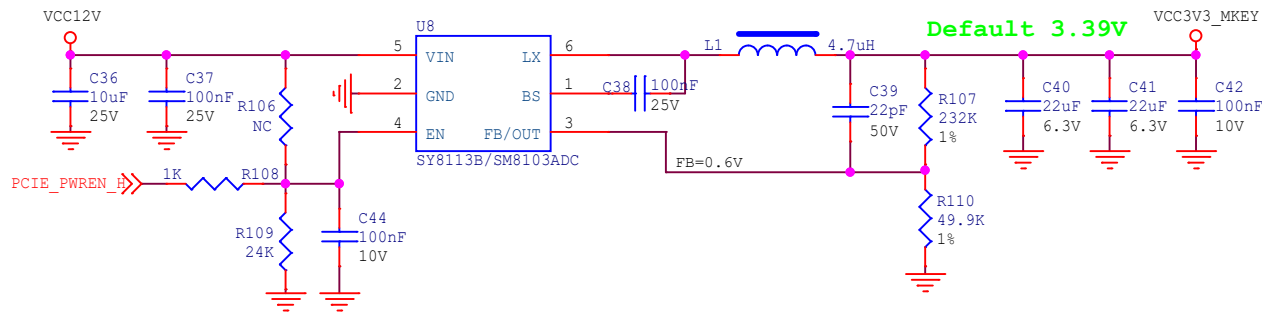 VCC12V
U8
Default 3.39V
VCC3V3_MKEY
5
VIN
LX
6
L1
4.7uH
C36
10uF
25V
C37
100nF
25V
R106
NC
2
GND
BS
1
C38
100nF
25V
C39
22pF
50V
R107
232K
1%
C40
22uF
6.3V
C41
22uF
6.3V
C42
100nF
10V
4
EN
FB/OUT
3
SY8113B/SM8103ADC
FB=0.6V
PCIE_PWREN_H
1K
R108
R109
24K
C44
100nF
10V
R110
49.9K
1%